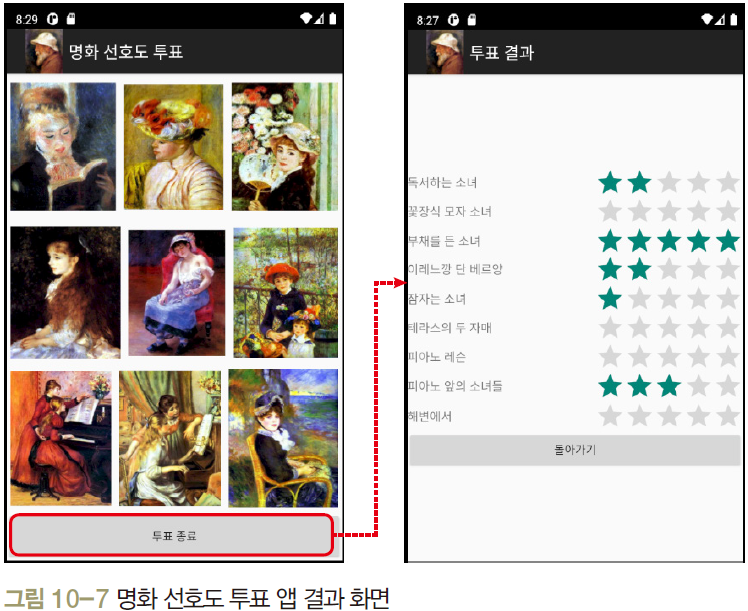 8:29
명화 선호도 투표
투표 종료
8:27
투표 결과
독서하는 소녀
꽃장식 모자 소녀
부채를 든 소녀
이레느깡 단 베르양
잠자는 소녀
테라스의 두 자매
피아노 레슨
피아노 앞의 소녀들
해변에서
돌아가기
그림 10-7 명화 선호도 투표 앱 결과 화면